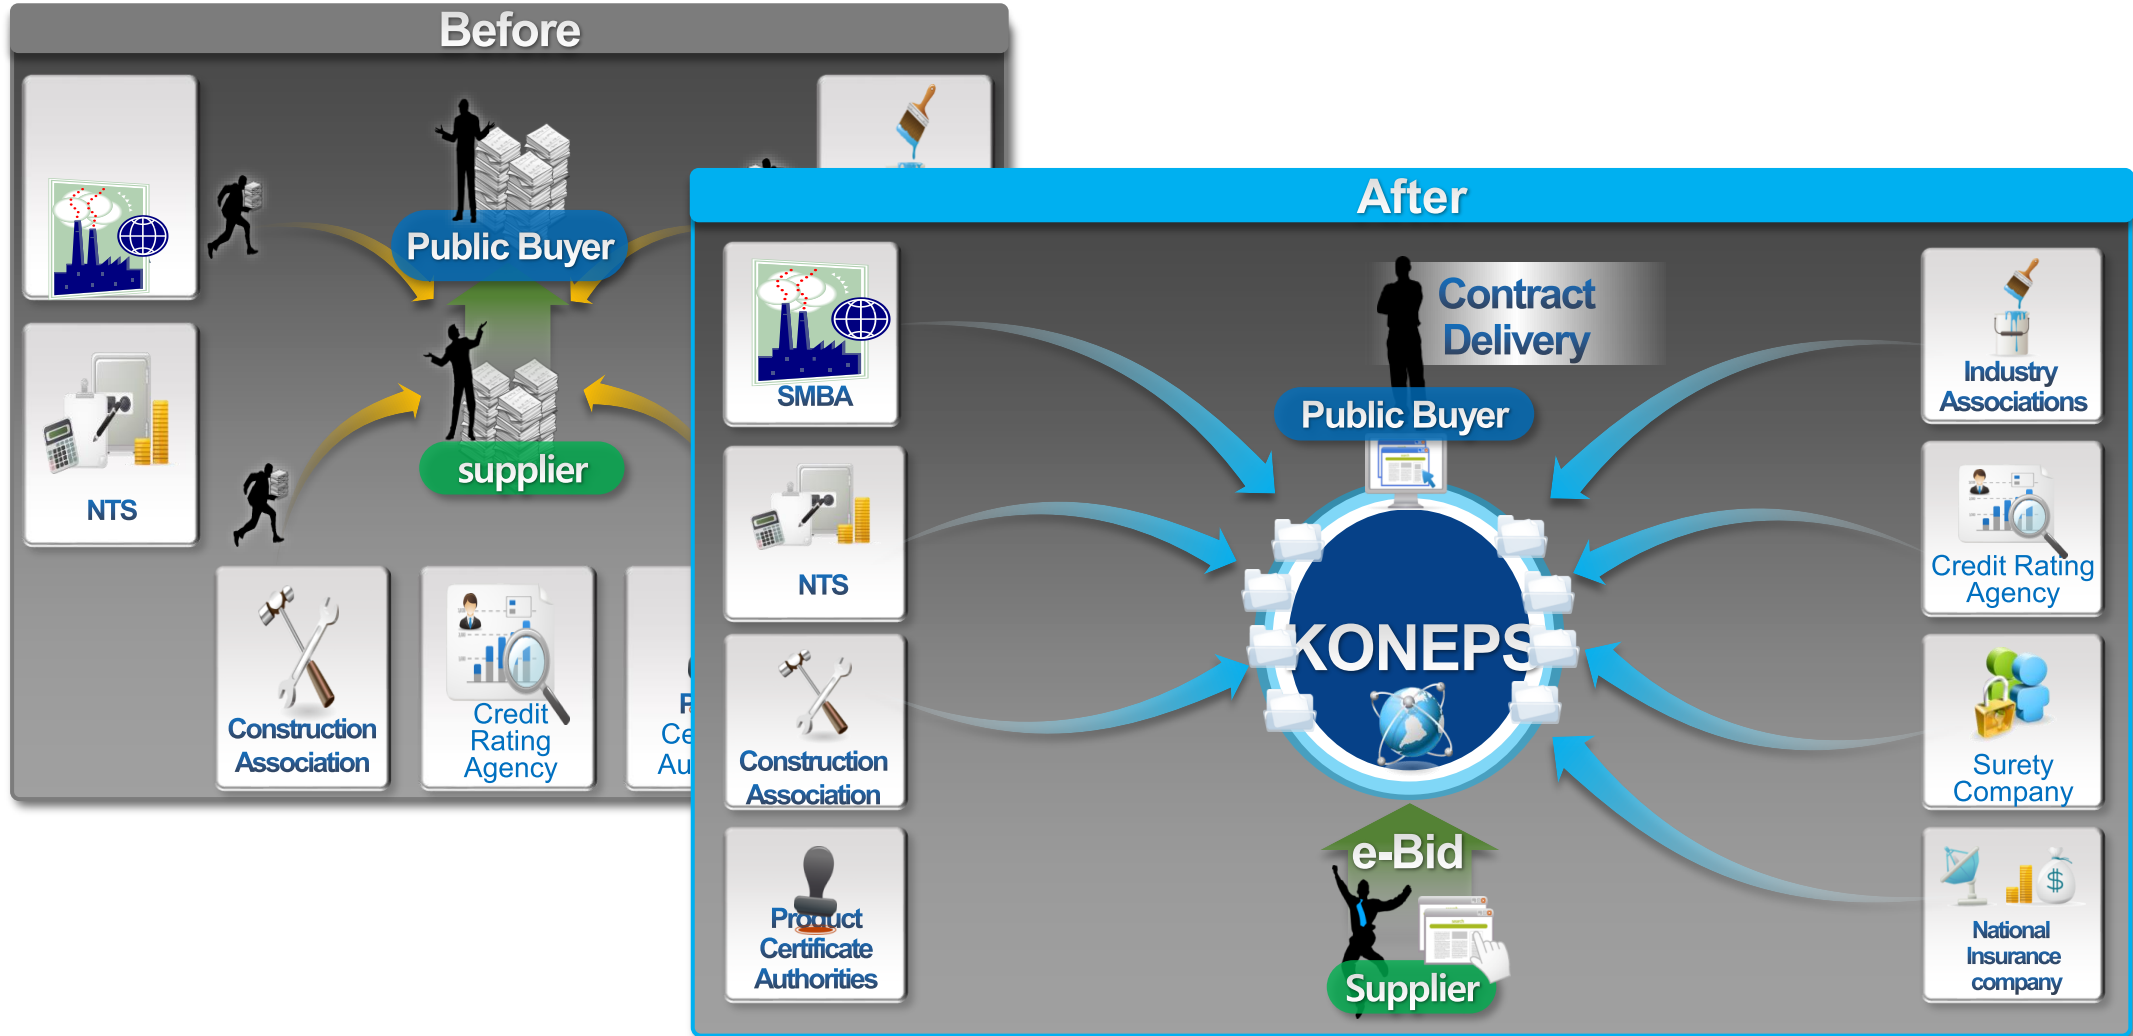 Before
Public Buyer
supplier
NTS
Construction
Association
Credit
Rating
Agency
After
SMBA
NTS
Construction
Association
Product
Certificate
Authorities
Contract
Delivery
Public Buyer
KONEPS
e-Bid
Supplier
Industry
Associations
Credit Rating
Agency
Surety
Company
National
Insurance
company